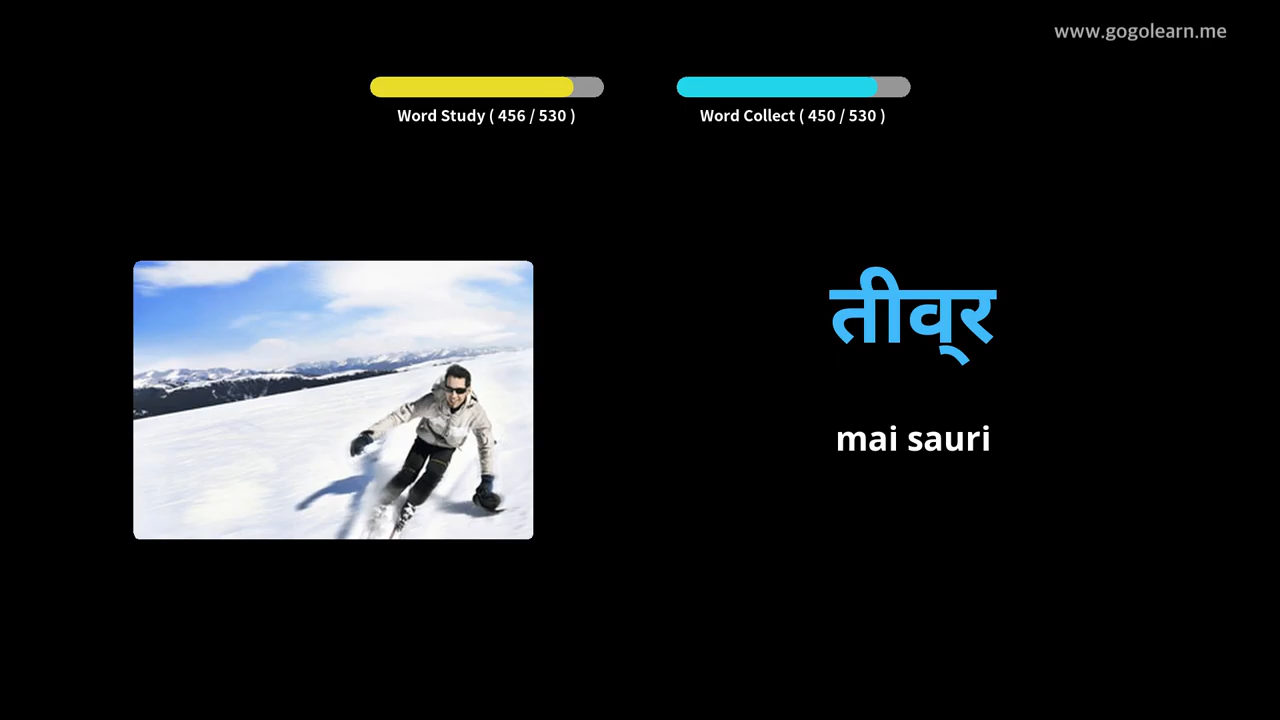 www.gogolearn.me
Word Study ( 456 / 530 )
Word Collect ( 450 / 530 )
तीव्‌र
mai sauri